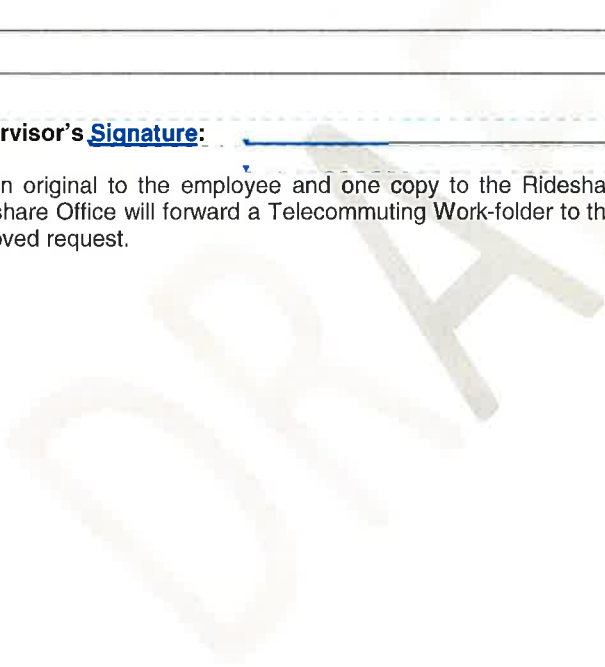 rvisor's Signature:
n original to the employee and one copy to the Ridesha
share Office will forward a Telecommuting Work-folder to th
oved request.
DRA